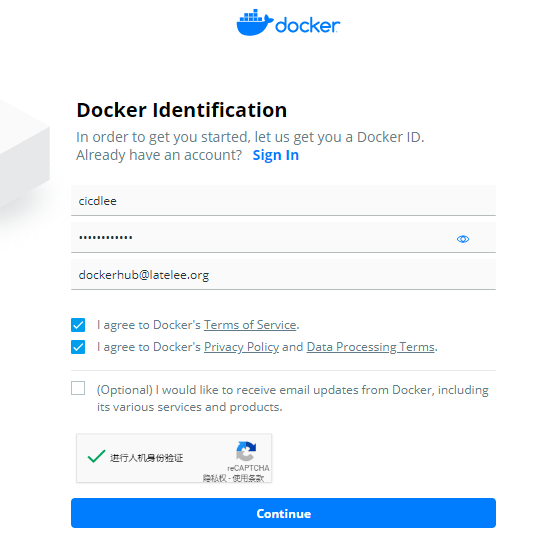 docker
Docker Identification
In order to get you started, let us get you a Docker ID.
Already have an account? Sign In
cicdlee
••••••••••••
dockerhub@latelee.org
I agree to Docker's Terms of Service.
I agree to Docker's Privacy Policy and Data Processing Terms.
(Optional) I would like to receive email updates from Docker, including
its various services and products.
进行人机身份验证
reCAPTCHA
隐私权 - 使用条款
Continue